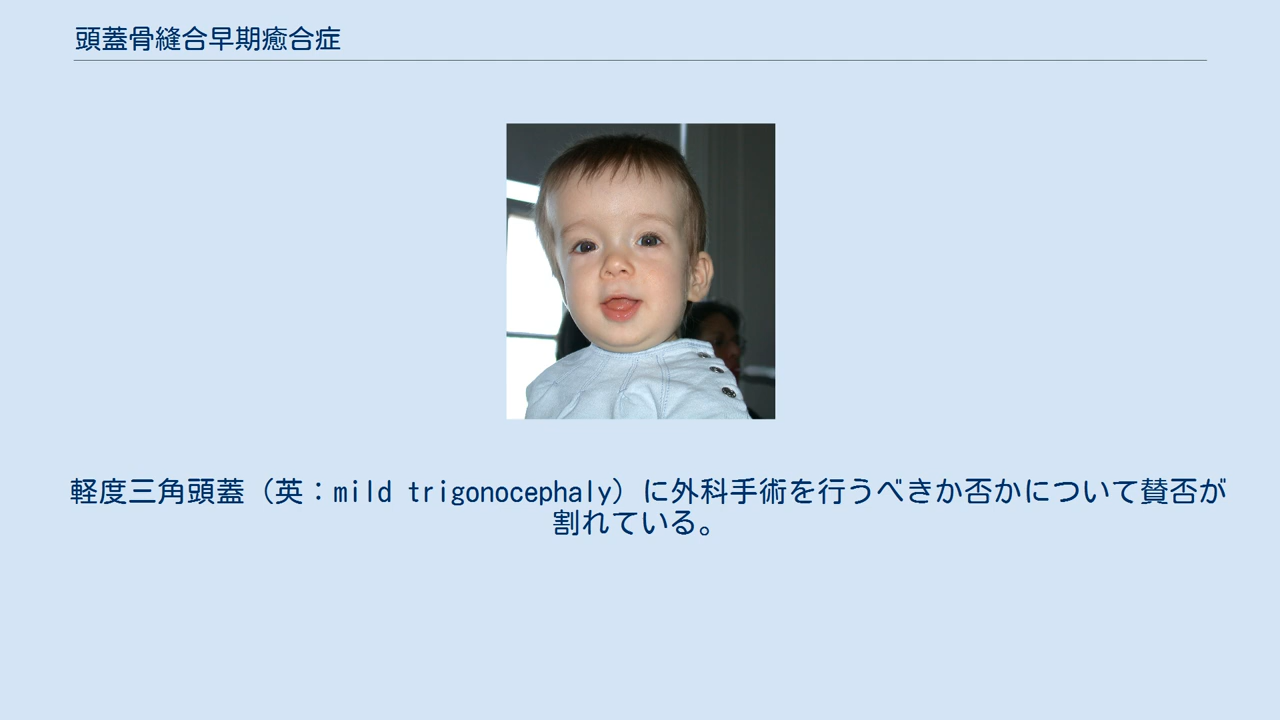 頭蓋骨縫合早期癒合症
軽度三角頭蓋（英：mild trigonocephaly）に外科手術を行うべきか否かについて賛否が
割れている。